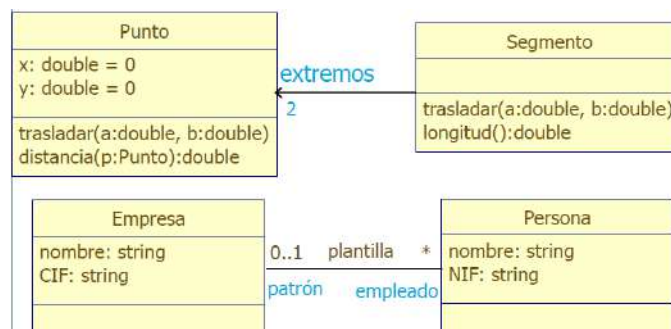 Punto
x: double = 0
y: double = 0
trasladar(a:double, b:double)
distancia(p:Punto):double
extremos
2
Segmento
trasladar(a:double, b:double)
longitud():double
Empresa
nombre: string
CIF: string
0..1 plantilla *
patrón empleado
Persona
nombre: string
NIF: string